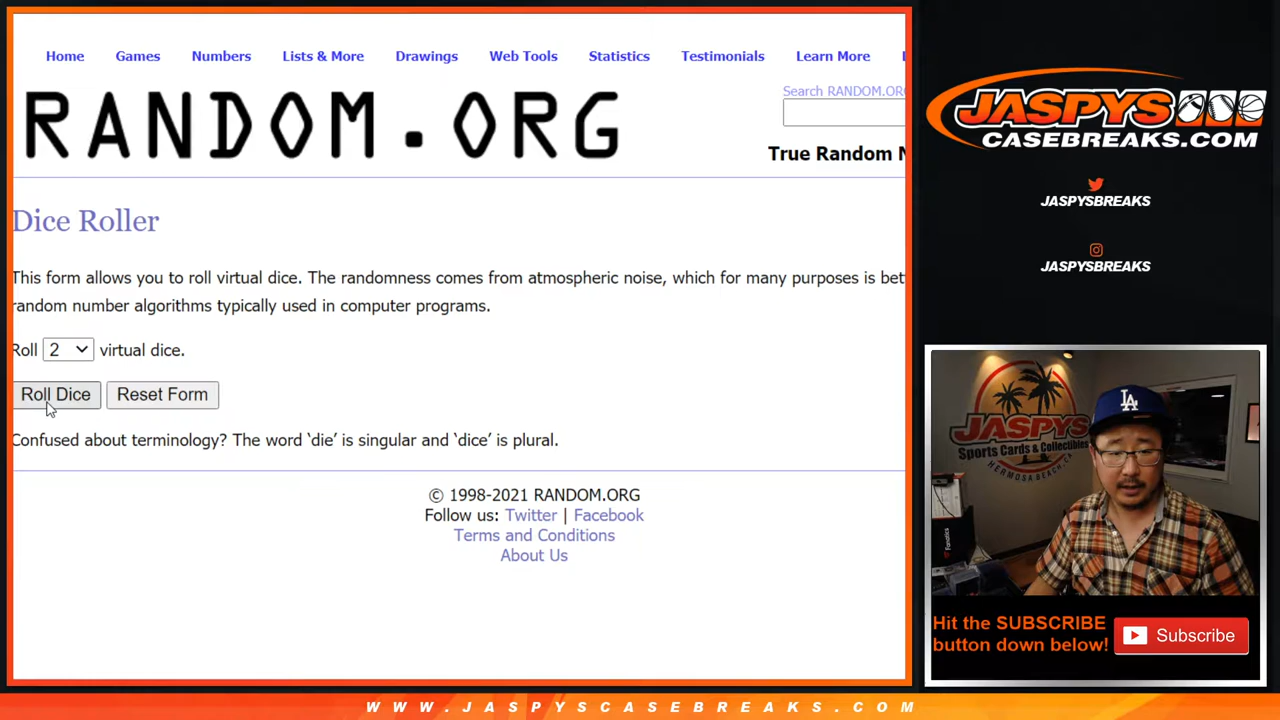 Home Games Numbers Lists & More Drawings Web Tools Statistics Testimonials Learn More
Search RANDOM.ORG
RANDOM.ORG
True Random N
Dice Roller
This form allows you to roll virtual dice. The randomness comes from atmospheric noise, which for many purposes is bet
random number algorithms typically used in computer programs.
Roll 2 virtual dice.
Roll Dice Reset Form
Confused about terminology? The word ‘die’ is singular and ‘dice’ is plural.
© 1998-2021 RANDOM.ORG
Follow us: Twitter | Facebook
Terms and Conditions
About Us
JASPYS
CASEBREAKS.COM
JASPYSBREAKS
JASPYSBREAKS
JASPYS
Sports Cards & Collectibles
HERMOSA BEACH, CA
LA
Fanatics
Hit the SUBSCRIBE
button down below!
Subscribe
WWW.JASPYSCASEBREAKS.COM